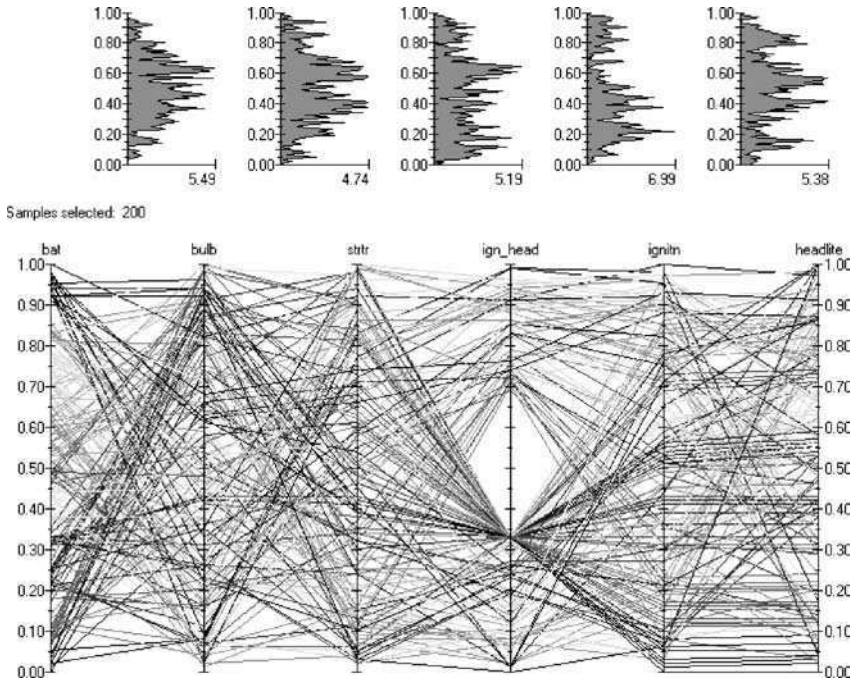 1.00 1.00 1.00 1.00 1.00
0.80 0.80 0.80 0.80 0.80
0.60 0.60 0.60 0.60 0.60
0.40 0.40 0.40 0.40 0.40
0.20 0.20 0.20 0.20 0.20
0.00 0.00 0.00 0.00 0.00
5.49 4.74 5.19 6.99 5.38
Samples selected: 200
bat bulb strtr ign_head ignitn headlite
1.00 1.00
0.90 0.90
0.80 0.80
0.70 0.70
0.60 0.60
0.50 0.50
0.40 0.40
0.30 0.30
0.20 0.20
0.10 0.10
0.00 0.00